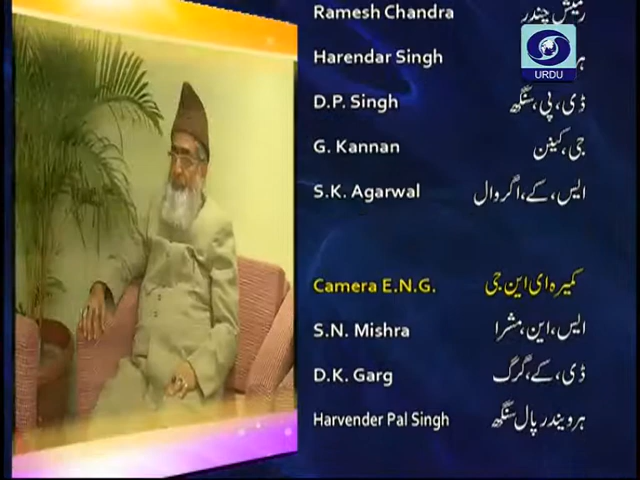 Ramesh Chandra رمیش چندر
Harendar Singh
URDU
D.P. Singh ڈی، پی، سنگھ
G. Kannan جی، کینن
S.K. Agarwal ایس، کے، اگروال
Camera E.N.G. کیمرہ ای این جی
S.N. Mishra ایس، این، مشرا
D.K. Garg ڈی، کے، گرگ
Harvender Pal Singh ہرویندر پال سنگھ